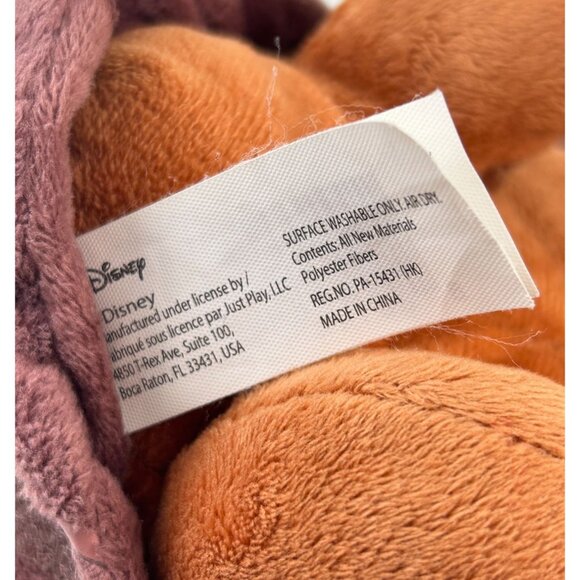 Disney
Disney
anufactured under license by /
abriqué sous licence par Just Play, LLC
4850 T-Rex Ave, Suite 100,
Boca Raton, FL 33431, USA
SURFACE WASHABLE ONLY. AIR DRY.
Contents: All New Materials
Polyester Fibers
REG.NO. PA-15431 (HK)
MADE IN CHINA